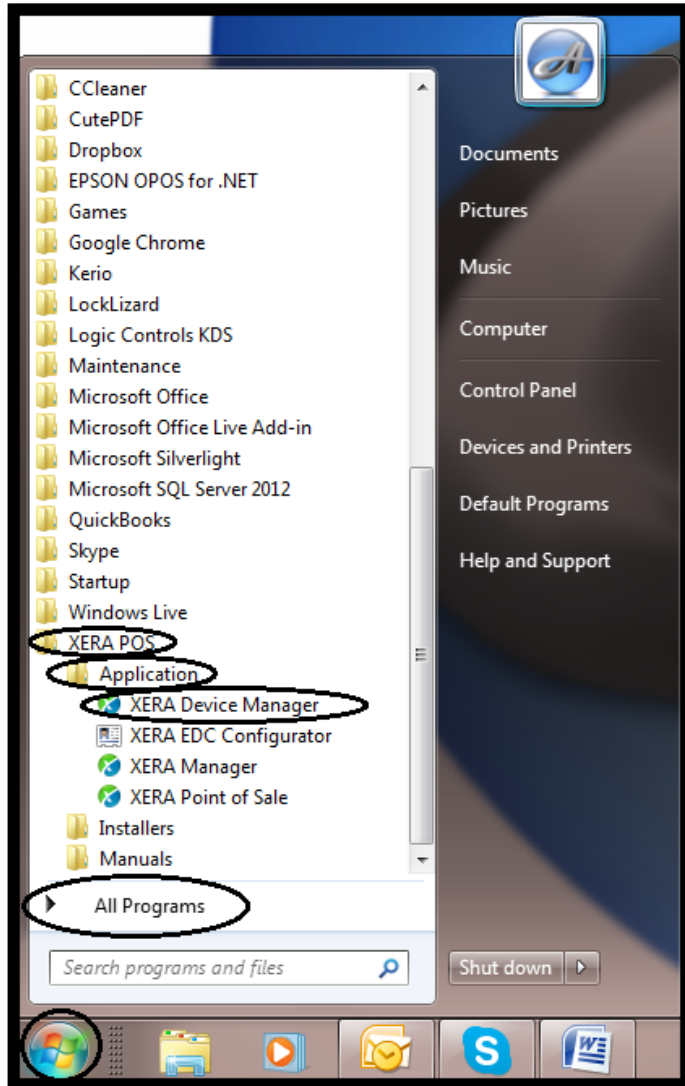 CCleaner
CutePDF
Dropbox
EPSON OPOS for .NET
Games
Google Chrome
Kerio
LockLizard
Logic Controls KDS
Maintenance
Microsoft Office
Microsoft Office Live Add-in
Microsoft Silverlight
Microsoft SQL Server 2012
QuickBooks
Skype
Startup
Windows Live
XERA POS
Application
XERA Device Manager
XERA EDC Configurator
XERA Manager
XERA Point of Sale
Installers
Manuals
All Programs
Search programs and files
Documents
Pictures
Music
Computer
Control Panel
Devices and Printers
Default Programs
Help and Support
Shut down